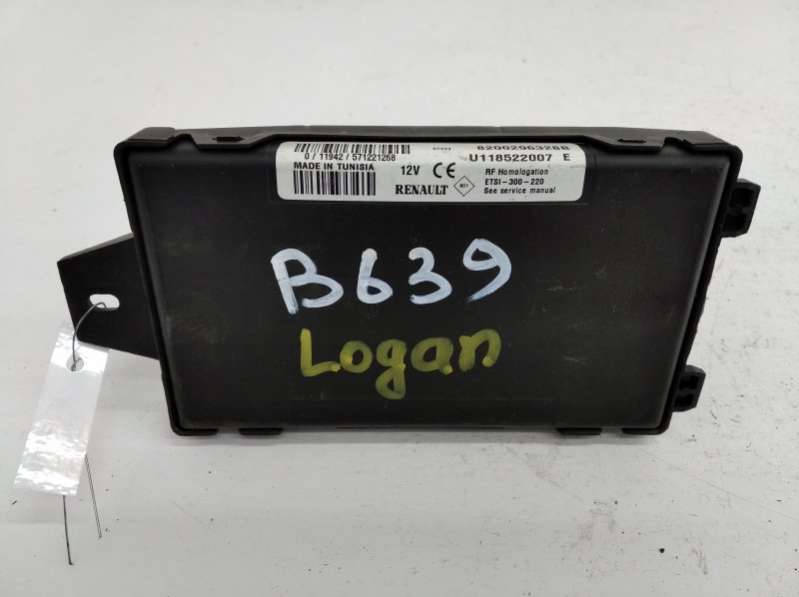 8200296328B
0/11942/571221258
U118522007 E
MADE IN TUNISIA
12V CE
RF Homologation
RENAULT
ETSI-300-220
See service manual
B639
Logan